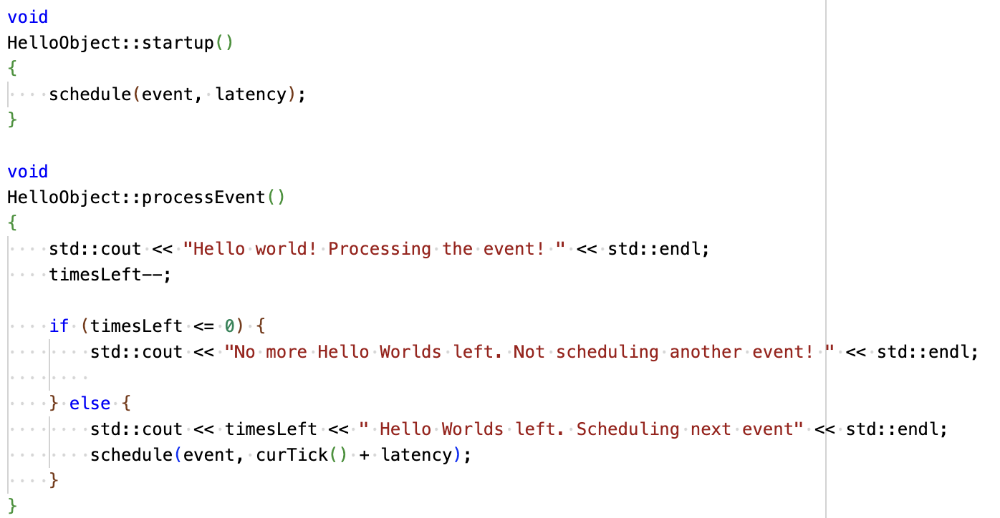 void
HelloObject::startup()
{
    schedule(event, latency);
}

void
HelloObject::processEvent()
{
    std::cout << "Hello world! Processing the event! " << std::endl;
    timesLeft--;

    if (timesLeft <= 0) {
        std::cout << "No more Hello Worlds left. Not scheduling another event! " << std::endl;
        
    } else {
        std::cout << timesLeft << " Hello Worlds left. Scheduling next event" << std::endl;
        schedule(event, curTick() + latency);
    }
}